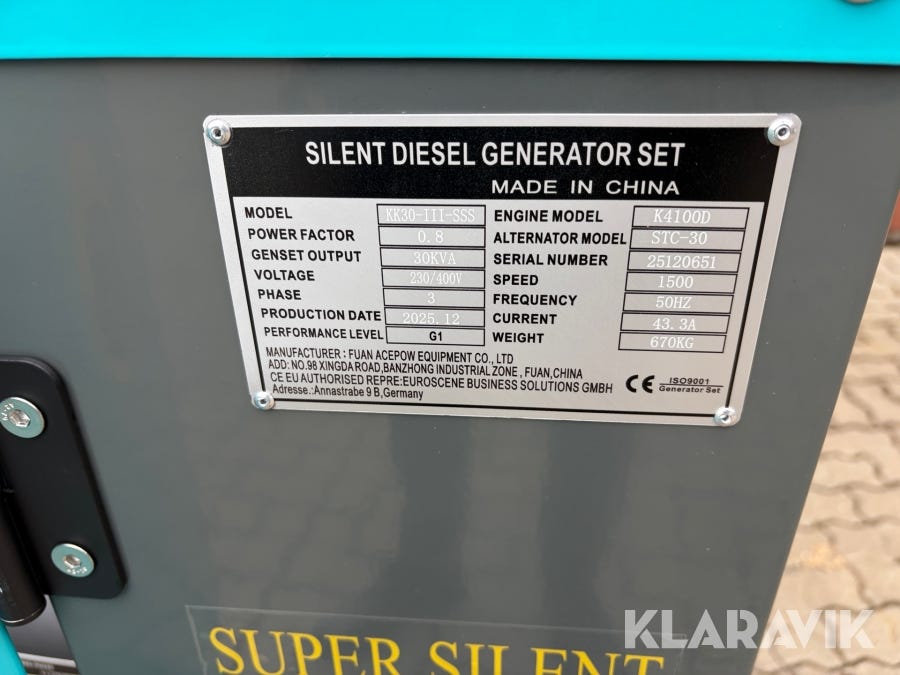 SILENT DIESEL GENERATOR SET
MADE IN CHINA
MODEL KK30-III-SSS
POWER FACTOR 0.8
GENSET OUTPUT 30KVA
VOLTAGE 230/400V
PHASE 3
PRODUCTION DATE 2025.12
PERFORMANCE LEVEL G1
ENGINE MODEL K4100D
ALTERNATOR MODEL STC-30
SERIAL NUMBER 25120651
SPEED 1500
FREQUENCY 50HZ
CURRENT 43.3A
WEIGHT 670KG
MANUFACTURER : FUAN ACEPOW EQUIPMENT CO., LTD
ADD: NO.98 XINGDA ROAD,BANZHONG INDUSTRIAL ZONE , FUAN,CHINA
CE EU AUTHORISED REPRE:EUROSCENE BUSINESS SOLUTIONS GMBH
Adresse.:Annastrabe 9 B,Germany
CE
ISO9001
Generator Set
SUPER SILENT
KLARAVIK